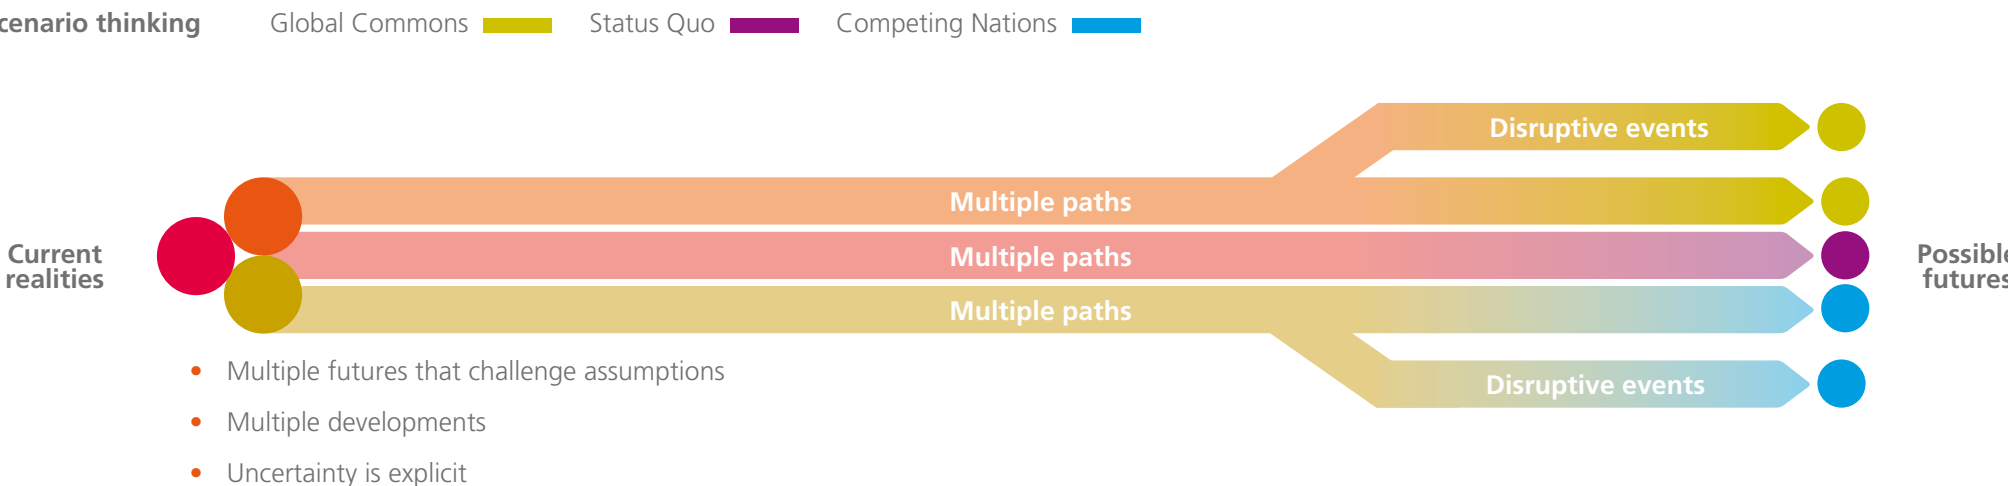 cenario thinking Global Commons Status Quo Competing Nations
Disruptive events
Multiple paths
Current
realities
Multiple paths
Possible
futures
Multiple paths
Disruptive events
• Multiple futures that challenge assumptions
• Multiple developments
• Uncertainty is explicit